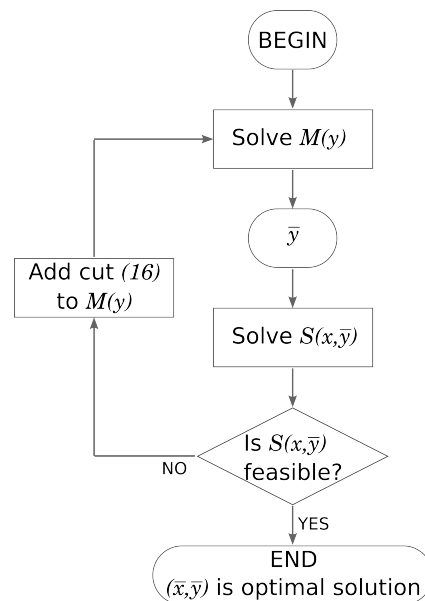 BEGIN
Solve M(y)
y̅
Add cut (16)
to M(y)
Solve S(x,y̅)
Is S(x,y̅)
feasible?
NO
YES
END
(x̅,y̅) is optimal solution